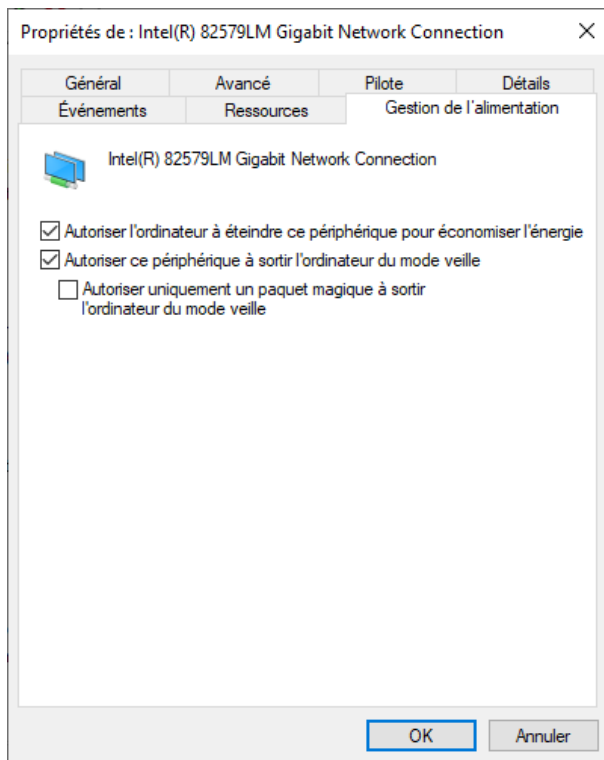 Propriétés de : Intel(R) 82579LM Gigabit Network Connection
Général Avancé Pilote Détails
Événements Ressources Gestion de l'alimentation
Intel(R) 82579LM Gigabit Network Connection
Autoriser l'ordinateur à éteindre ce périphérique pour économiser l'énergie
Autoriser ce périphérique à sortir l'ordinateur du mode veille
Autoriser uniquement un paquet magique à sortir
l'ordinateur du mode veille
OK Annuler